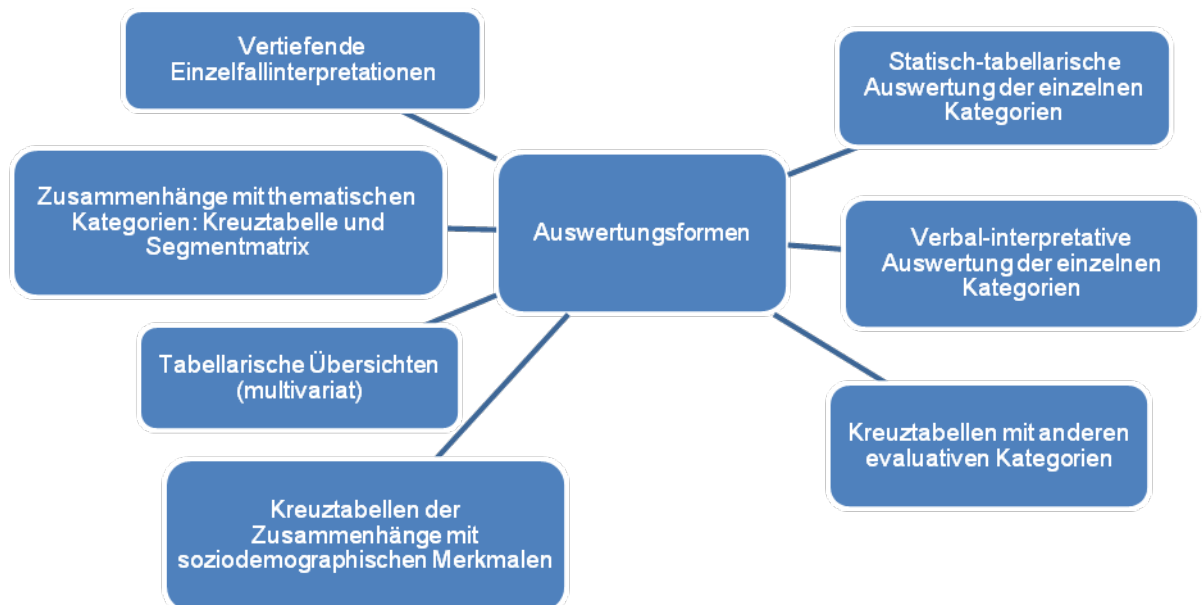 Vertiefende
Einzelfallinterpretationen
Statisch-tabellarische
Auswertung der einzelnen
Kategorien
Zusammenhänge mit thematischen
Kategorien: Kreuztabelle und
Segmentmatrix
Auswertungsformen
Verbal-interpretative
Auswertung der einzelnen
Kategorien
Tabellarische Übersichten
(multivariat)
Kreuztabellen mit anderen
evaluativen Kategorien
Kreuztabellen der
Zusammenhänge mit
soziodemographischen Merkmalen